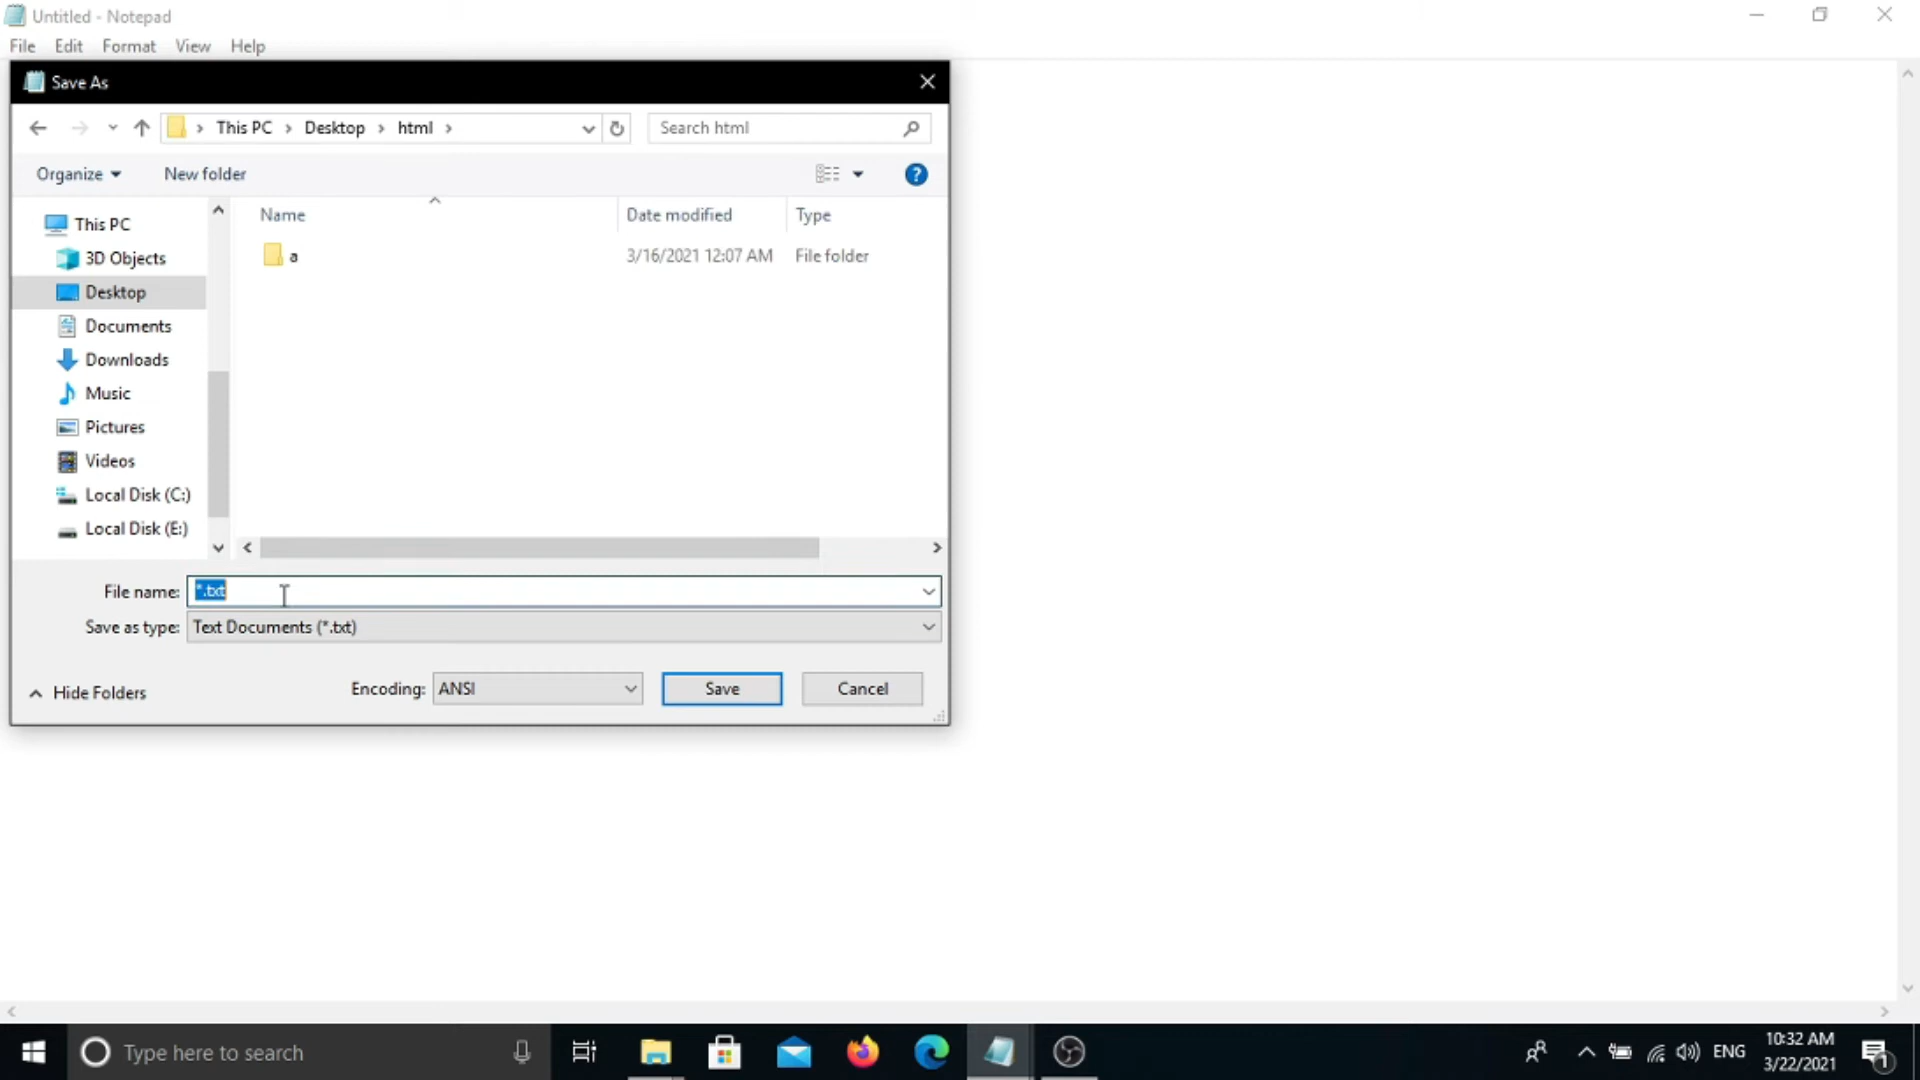 Untitled - Notepad
File Edit Format View Help
Save As
This PC Desktop html
Search html
Organize New folder
Name Date modified Type
a 3/16/2021 12:07 AM File folder
This PC
3D Objects
Desktop
Documents
Downloads
Music
Pictures
Videos
Local Disk (C:)
Local Disk (E:)
File name: *.txt
Save as type: Text Documents (*.txt)
Hide Folders
Encoding: ANSI
Save Cancel
Type here to search
ENG
10:32 AM
3/22/2021
1